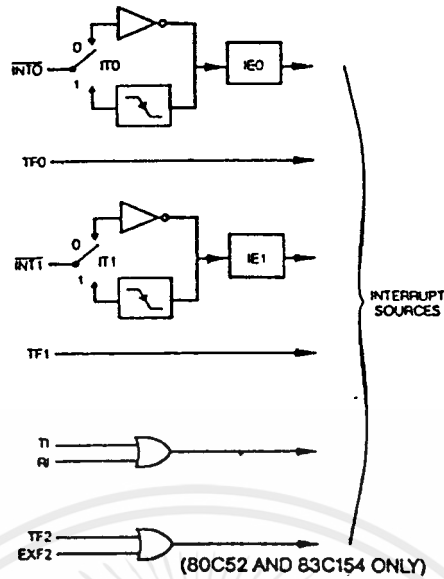 0
INT0
IT0
IE0
1
TF0
0
INT1
IT1
IE1
1
INTERRUPT
SOURCES
TF1
TI
RI
TF2
EXF2
(80C52 AND 83C154 ONLY)